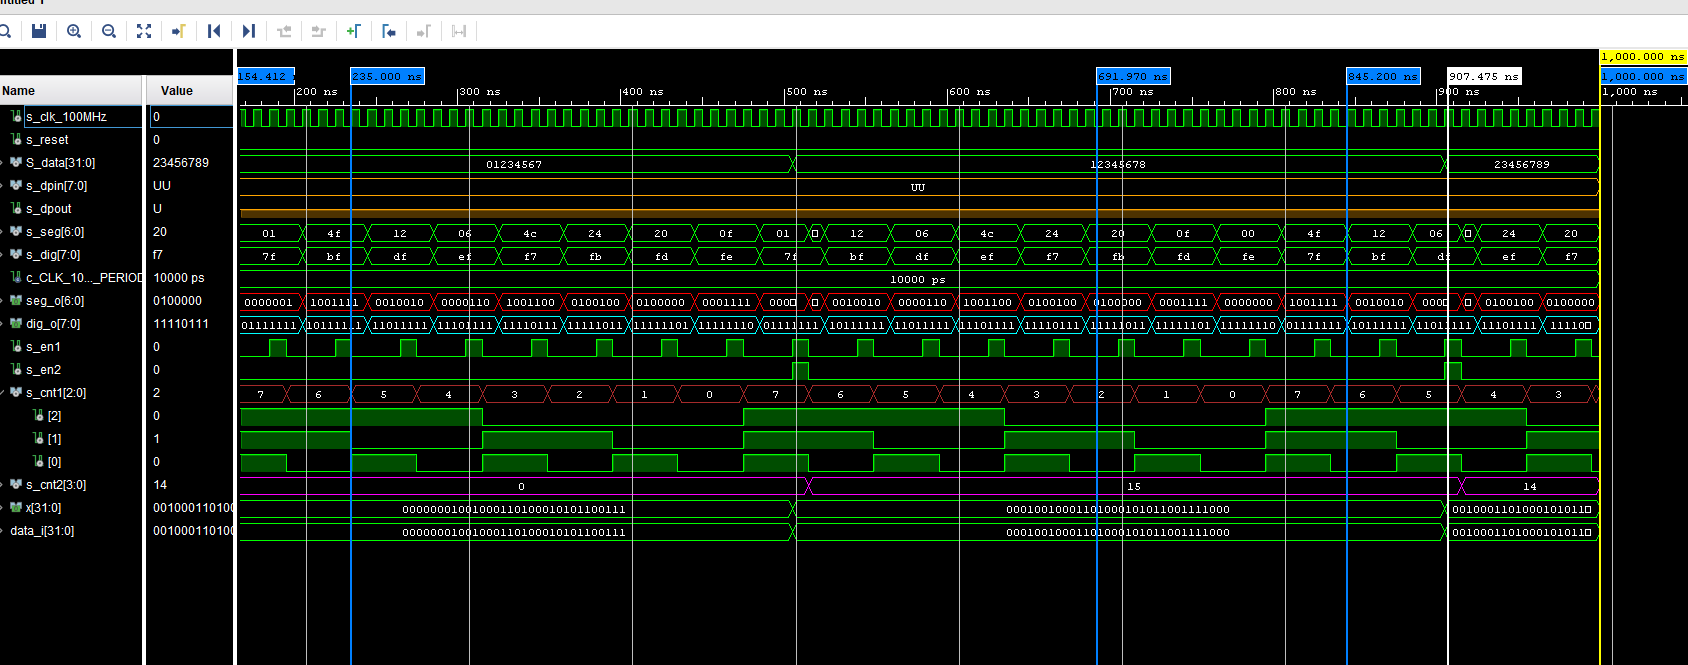 154.412
235.000 ns
691.970 ns
845.200 ns
907.475 ns
1,000.000 ns
1,000.000 ns
Name
Value
200 ns
300 ns
400 ns
500 ns
600 ns
700 ns
800 ns
900 ns
1,000 ns
s_clk_100MHz 0
s_reset 0
S_data[31:0] 23456789 01234567 12345678 23456789
s_dpin[7:0] UU UU
s_dpout U
s_seg[6:0] 20 01 4f 12 06 4c 24 20 0f 01 12 06 4c 24 20 0f 00 4f 12 06 24 20
s_dig[7:0] f7 7f bf df ef f7 fb fd fe 7f bf df ef f7 fb fd fe 7f bf df ef f7
c_CLK_10..._PERIOD 10000 ps 10000 ps
seg_o[6:0] 0100000 0000001 1001111 0010010 0000110 1001100 0100100 0100000 0001111 000 0010010 0000110 1001100 0100100 0100000 0001111 0000000 1001111 0010010 000 0100100 0100000
dig_o[7:0] 11110111 01111111 10111111 11011111 11101111 11110111 11111011 11111101 11111110 01111111 10111111 11011111 11101111 11110111 11111011 11111101 11111110 01111111 10111111 11011111 11101111 11110
s_en1 0
s_en2 0
s_cnt1[2:0] 2 7 6 5 4 3 2 1 0 7 6 5 4 3 2 1 0 7 6 5 4 3
[2] 0
[1] 1
[0] 0
s_cnt2[3:0] 14 0 15 14
x[31:0] 001000110100 00000001001000110100010101100111 00010010001101000101011001111000 0010001101000101011
data_i[31:0] 001000110100 00000001001000110100010101100111 00010010001101000101011001111000 0010001101000101011